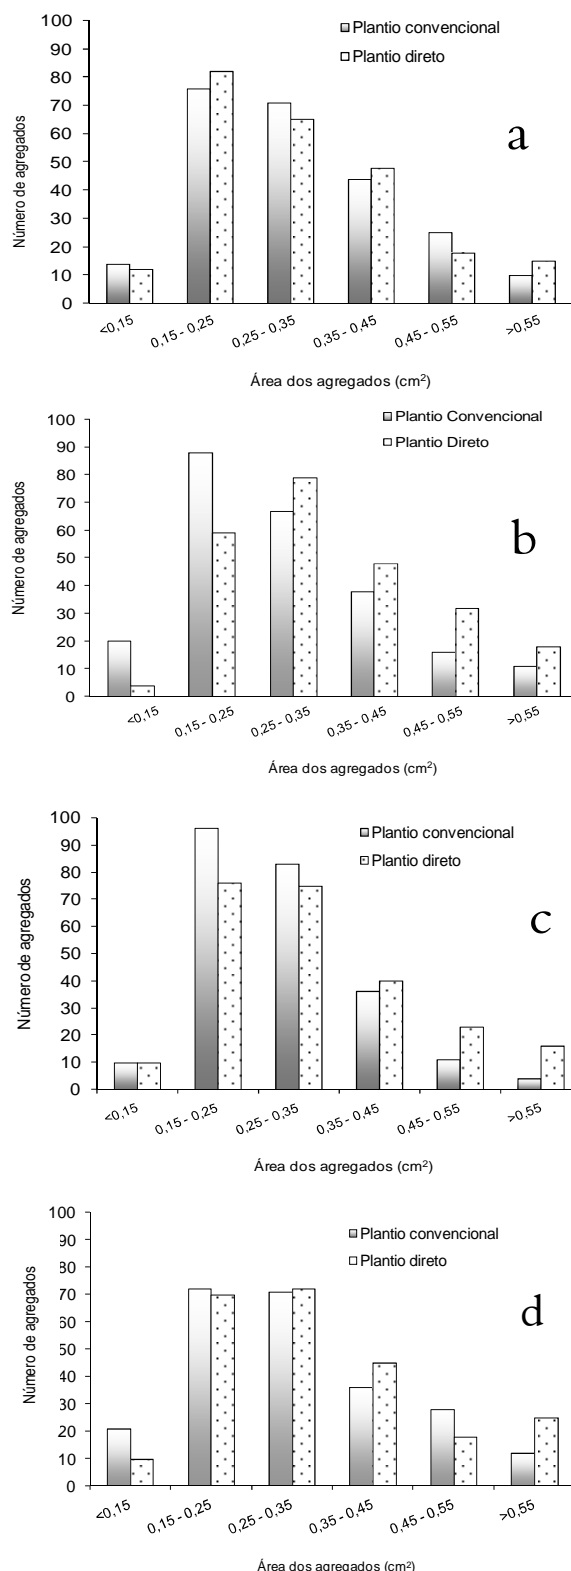 100
90
80
70
60
50
40
30
20
10
0
Número de agregados
Plantio convencional
Plantio direto
a
<0,15
0,15 - 0,25
0,25 - 0,35
0,35 - 0,45
0,45 - 0,55
>0,55
Área dos agregados (cm²)
100
90
80
70
60
50
40
30
20
10
0
Número de agregados
Plantio Convencional
Plantio Direto
b
<0,15
0,15 - 0,25
0,25 - 0,35
0,35 - 0,45
0,45 - 0,55
>0,55
Área dos agregados (cm²)
100
90
80
70
60
50
40
30
20
10
0
Número de agregados
Plantio convencional
Plantio direto
c
<0,15
0,15 - 0,25
0,25 - 0,35
0,35 - 0,45
0,45 - 0,55
>0,55
Área dos agregados (cm²)
100
90
80
70
60
50
40
30
20
10
0
Número de agregados
Plantio convencional
Plantio direto
d
<0,15
0,15 - 0,25
0,25 - 0,35
0,35 - 0,45
0,45 - 0,55
>0,55
Área dos agregados (cm²)